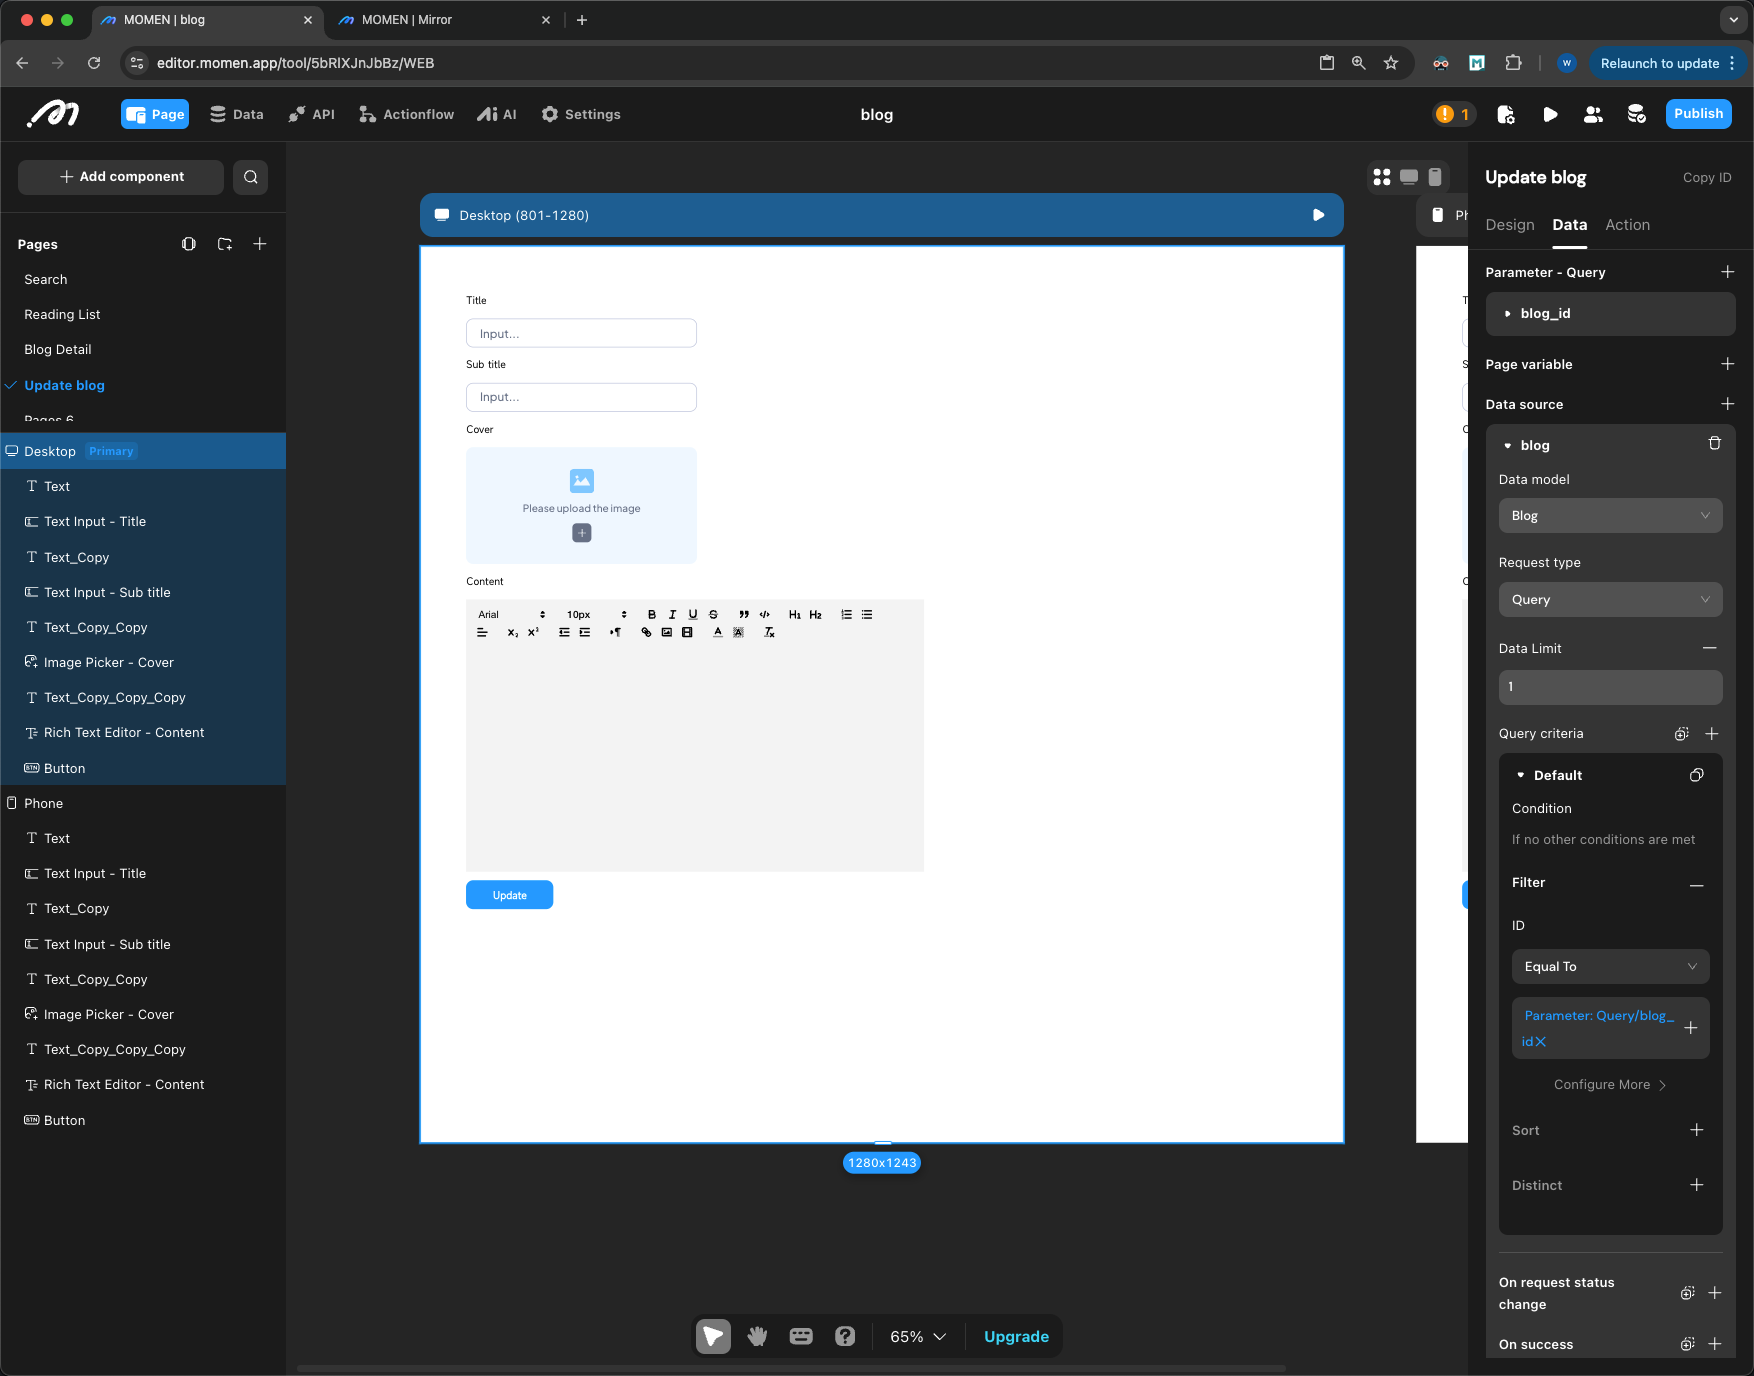 MOMEN | blog
MOMEN | Mirror
editor.momen.app/tool/5bRlXJnJbBz/WEB
W
Relaunch to update
Page
Data
API
Actionflow
AI
Settings
blog
1
Publish
Add component
Pages
Search
Reading List
Blog Detail
Update blog
Pages 6
Desktop Primary
Text
Text Input - Title
Text_Copy
Text Input - Sub title
Text_Copy_Copy
Image Picker - Cover
Text_Copy_Copy_Copy
Rich Text Editor - Content
Button
Phone
Text
Text Input - Title
Text_Copy
Text Input - Sub title
Text_Copy_Copy
Image Picker - Cover
Text_Copy_Copy_Copy
Rich Text Editor - Content
Button
Desktop (801-1280)
Title
Input...
Sub title
Input...
Cover
Please upload the image
Content
Arial 10px B I U S H1 H2
Update
1280x1243
65%
Upgrade
Update blog
Copy ID
Design
Data
Action
Parameter - Query
blog_id
Page variable
Data source
blog
Data model
Blog
Request type
Query
Data Limit
1
Query criteria
Default
Condition
If no other conditions are met
Filter
ID
Equal To
Parameter: Query/blog_
id
Configure More
Sort
Distinct
On request status
change
On success